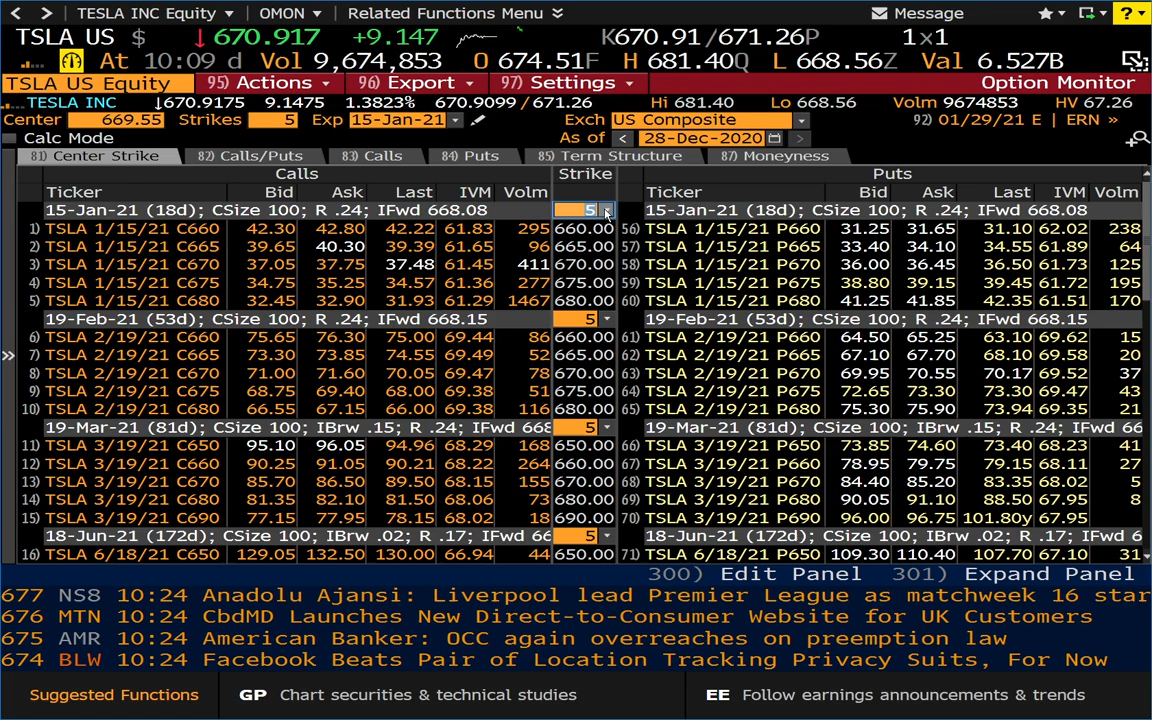 TSLA INC Equity OMON Related Functions Menu Message ?
TSLA US $ ↓670.917 +9.147 K670.91/671.26P 1x1
At 10:09 d Vol 9,674,853 O 674.51F H 681.40Q L 668.56Z Val 6.527B
TSLA US Equity 95) Actions 96) Export 97) Settings Option Monitor
TESLA INC ↓670.9175 9.1475 1.3823% 670.9099/671.26 Hi 681.40 Lo 668.56 Volm 9674853 HV 67.26
Center 669.55 Strikes 5 Exp 15-Jan-21 Exch US Composite 92) 01/29/21 E | ERN »
Calc Mode As of < 28-Dec-2020 >
81) Center Strike 82) Calls/Puts 83) Calls 84) Puts 85) Term Structure 87) Moneyness
Calls Strike Puts
Ticker Bid Ask Last IVM Volm Ticker Bid Ask Last IVM Volm
15-Jan-21 (18d); CSize 100; R .24; IFwd 668.08 5 15-Jan-21 (18d); CSize 100; R .24; IFwd 668.08
1) TSLA 1/15/21 C660 42.30 42.80 42.22 61.83 295 660.00 56) TSLA 1/15/21 P660 31.25 31.65 31.10 62.02 238
2) TSLA 1/15/21 C665 39.65 40.30 39.39 61.65 96 665.00 57) TSLA 1/15/21 P665 33.40 34.10 34.55 61.89 64
3) TSLA 1/15/21 C670 37.05 37.75 37.48 61.45 411 670.00 58) TSLA 1/15/21 P670 36.00 36.45 36.50 61.73 125
4) TSLA 1/15/21 C675 34.75 35.25 34.57 61.36 277 675.00 59) TSLA 1/15/21 P675 38.80 39.15 39.45 61.72 195
5) TSLA 1/15/21 C680 32.45 32.90 31.93 61.29 1467 680.00 60) TSLA 1/15/21 P680 41.25 41.85 42.35 61.51 170
19-Feb-21 (53d); CSize 100; R .24; IFwd 668.15 5 19-Feb-21 (53d); CSize 100; R .24; IFwd 668.15
6) TSLA 2/19/21 C660 75.65 76.30 75.00 69.44 86 660.00 61) TSLA 2/19/21 P660 64.50 65.25 63.10 69.62 15
7) TSLA 2/19/21 C665 73.30 73.85 74.55 69.49 52 665.00 62) TSLA 2/19/21 P665 67.10 67.70 68.10 69.58 20
8) TSLA 2/19/21 C670 71.00 71.60 70.05 69.47 78 670.00 63) TSLA 2/19/21 P670 69.95 70.55 70.17 69.52 37
9) TSLA 2/19/21 C675 68.75 69.40 68.00 69.38 51 675.00 64) TSLA 2/19/21 P675 72.65 73.30 73.30 69.47 43
10) TSLA 2/19/21 C680 66.55 67.15 66.00 69.38 116 680.00 65) TSLA 2/19/21 P680 75.30 75.90 73.94 69.35 21
19-Mar-21 (81d); CSize 100; IBrw .15; R .24; IFwd 668 5 19-Mar-21 (81d); CSize 100; IBrw .15; R .24; IFwd 66
11) TSLA 3/19/21 C650 95.10 96.05 94.96 68.29 168 650.00 66) TSLA 3/19/21 P650 73.85 74.60 73.40 68.23 41
12) TSLA 3/19/21 C660 90.25 91.05 90.21 68.22 264 660.00 67) TSLA 3/19/21 P660 78.95 79.75 79.15 68.11 27
13) TSLA 3/19/21 C670 85.70 86.50 89.50 68.15 155 670.00 68) TSLA 3/19/21 P670 84.40 85.20 83.35 68.02 5
14) TSLA 3/19/21 C680 81.35 82.10 81.50 68.06 73 680.00 69) TSLA 3/19/21 P680 90.05 91.10 88.50 67.95 8
15) TSLA 3/19/21 C690 77.15 77.95 78.15 68.02 18 690.00 70) TSLA 3/19/21 P690 96.00 96.75 101.80y 67.95
18-Jun-21 (172d); CSize 100; IBrw .02; R .17; IFwd 66 5 18-Jun-21 (172d); CSize 100; IBrw .02; R .17; IFwd 6
16) TSLA 6/18/21 C650 129.05 132.50 130.00 66.94 44 650.00 71) TSLA 6/18/21 P650 109.30 110.40 107.70 67.10 31
300) Edit Panel 301) Expand Panel
677 NS8 10:24 Anadolu Ajansi: Liverpool lead Premier League as matchweek 16 star
676 MTN 10:24 CbdMD Launches New Direct-to-Consumer Website for UK Customers
675 AMR 10:24 American Banker: OCC again overreaches on preemption law
674 BLW 10:24 Facebook Beats Pair of Location Tracking Privacy Suits, For Now
Suggested Functions GP Chart securities & technical studies EE Follow earnings announcements & trends